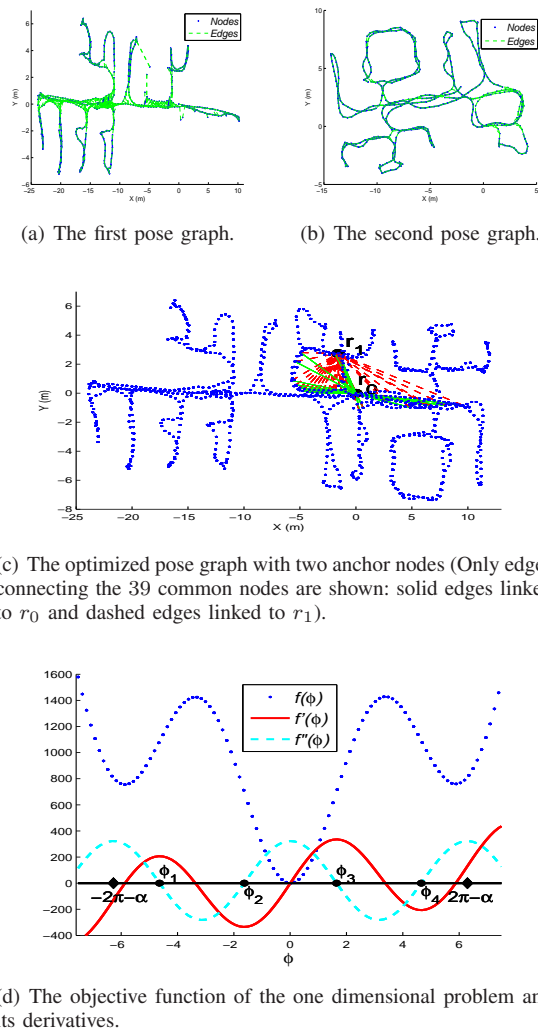 8
6
4
2
0
−2
−4
−6
Y (m)
−25 −20 −15 −10 −5 0 5 10
X (m)
Nodes
Edges
10
5
0
−5
Y (m)
−15 −10 −5 0 5
X (m)
Nodes
Edges
(a) The first pose graph.
(b) The second pose graph.
6
4
2
0
−2
−4
−6
−8
Y (m)
−25 −20 −15 −10 −5 0 5 10
X (m)
r1
r0
(c) The optimized pose graph with two anchor nodes (Only edge
connecting the 39 common nodes are shown: solid edges linke
to r0 and dashed edges linked to r1).
1600
1400
1200
1000
800
600
400
200
0
−200
−400
f(ϕ)
f'(ϕ)
f''(ϕ)
ϕ1
ϕ2
ϕ3
ϕ4
−2π−α
2π−α
−6 −4 −2 0 2 4 6
ϕ
(d) The objective function of the one dimensional problem an
its derivatives.